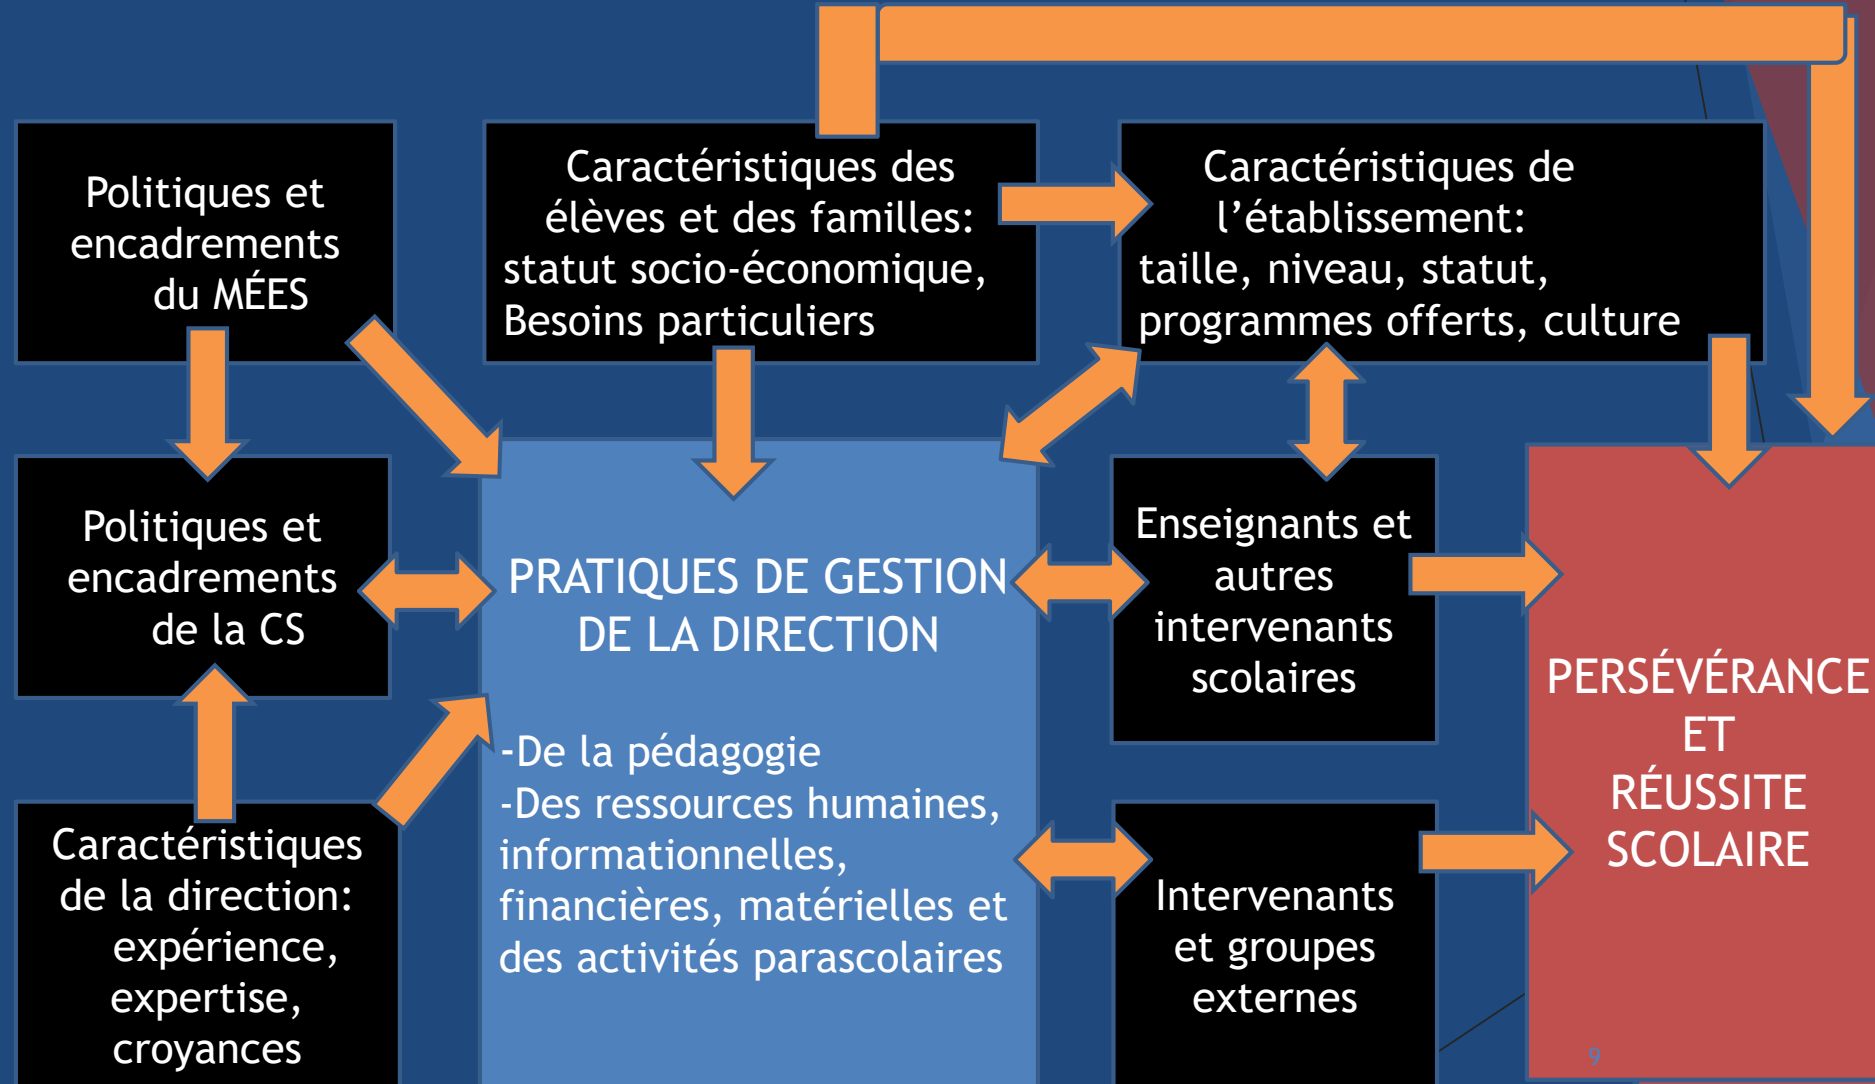 Politiques et
encadrements
du MÉES
Caractéristiques des
élèves et des familles:
statut socio-économique,
Besoins particuliers
Caractéristiques de
l’établissement:
taille, niveau, statut,
programmes offerts, culture
Politiques et
encadrements
de la CS
PRATIQUES DE GESTION
DE LA DIRECTION
-De la pédagogie
-Des ressources humaines,
informationnelles,
financières, matérielles et
des activités parascolaires
Enseignants et
autres
intervenants
scolaires
PERSÉVÉRANCE
ET
RÉUSSITE
SCOLAIRE
Caractéristiques
de la direction:
expérience,
expertise,
croyances
Intervenants
et groupes
externes
9